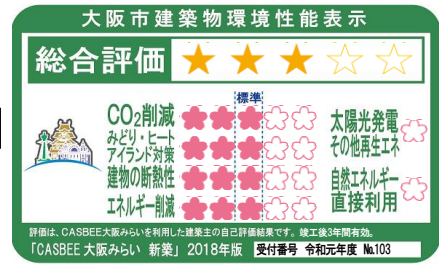 大阪市建築物環境性能表示
総合評価
標準
CO2削減
みどり・ヒート
アイランド対策
建物の断熱性
エネルギー削減
太陽光発電
その他再生エネ
自然エネルギー
直接利用
評価は、CASBEE大阪みらいを利用した建築主の自己評価結果です。竣工後3年間有効。
「CASBEE大阪みらい 新築」2018年版 受付番号 令和元年度 №103